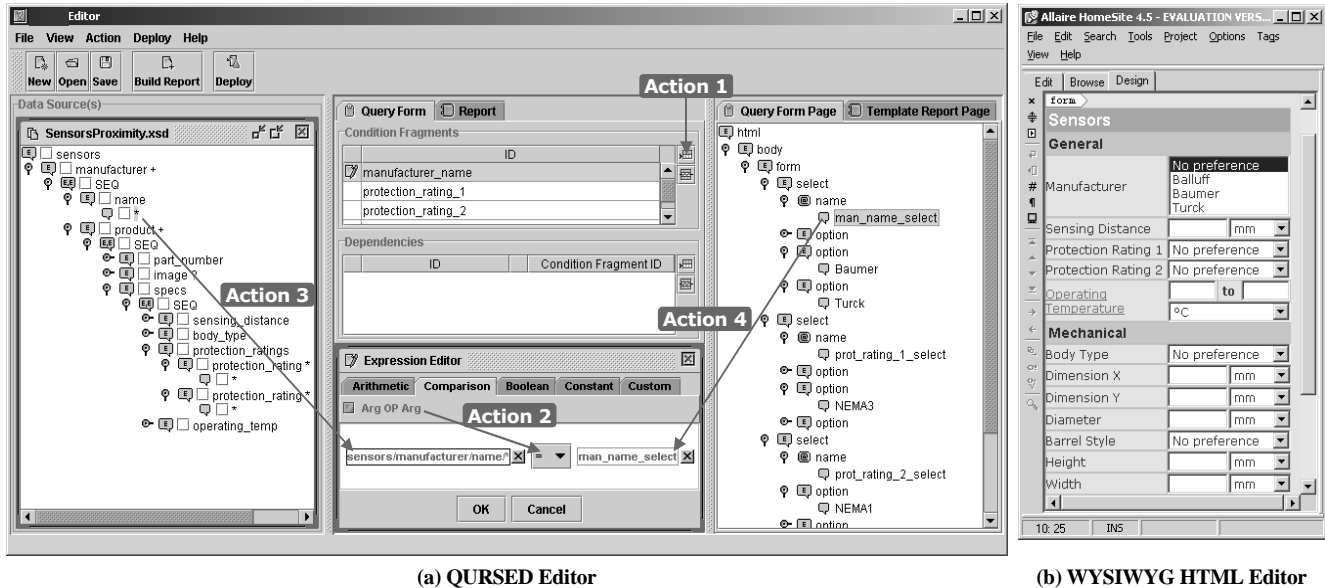 Editor
File View Action Deploy Help
New Open Save Build Report Deploy
Data Source(s)
SensorsProximity.xsd
E sensors
E manufacturer +
E,E SEQ
E name
*
E product +
E,E SEQ
E part_number
E image ?
E specs
E,E SEQ
E sensing_distance
E body_type
E protection_ratings
E protection_rating *
*
E protection_rating *
*
E operating_temp
Action 1
Action 3
Query Form Report
Condition Fragments
ID
manufacturer_name
protection_rating_1
protection_rating_2
Dependencies
ID Condition Fragment ID
Action 4
Expression Editor
Arithmetic Comparison Boolean Constant Custom
Arg OP Arg
Action 2
sensors/manufacturer/name/* = man_name_select
OK Cancel
Query Form Page Template Report Page
E html
E body
E form
E select
@ name
man_name_select
E option
E option
Baumer
E option
Turck
E select
@ name
prot_rating_1_select
E option
E option
NEMA3
E option
E select
@ name
prot_rating_2_select
E option
NEMA1
E option
(a) QURSED Editor
Allaire HomeSite 4.5 - EVALUATION VERS...
File Edit Search Tools Project Options Tags
View Help
Edit Browse Design
form
Sensors
General
Manufacturer
No preference
Balluff
Baumer
Turck
Sensing Distance mm
Protection Rating 1 No preference
Protection Rating 2 No preference
Operating Temperature to
°C
Mechanical
Body Type No preference
Dimension X mm
Dimension Y mm
Diameter mm
Barrel Style No preference
Height mm
Width mm
10: 25 INS
(b) WYSIWYG HTML Editor